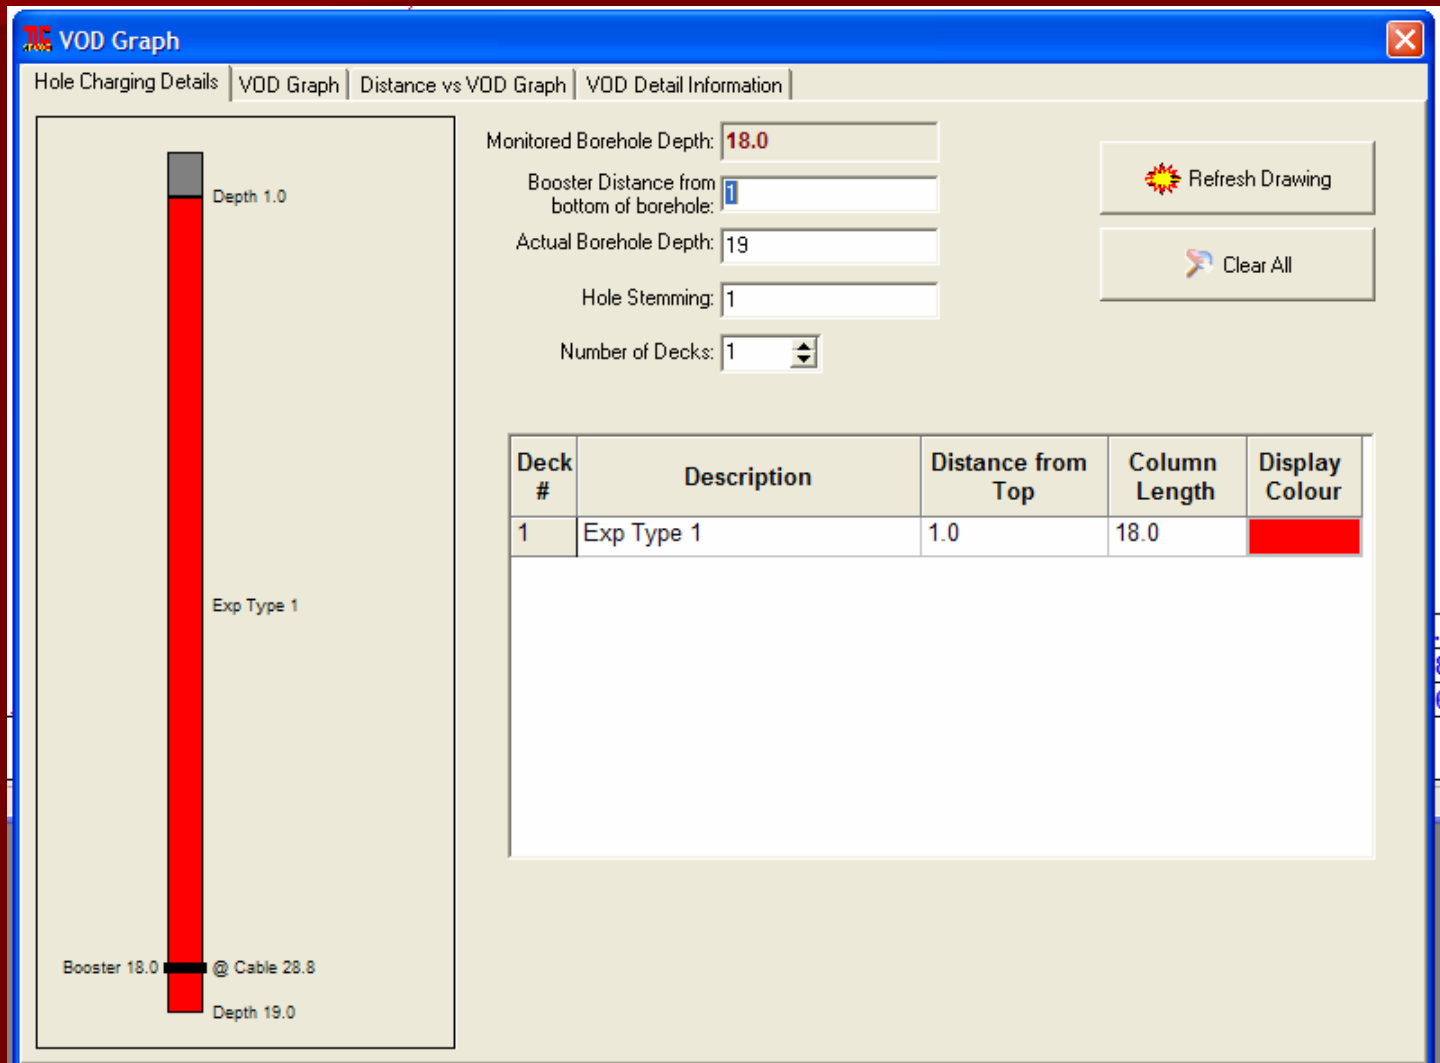 VOD Graph
Hole Charging Details
VOD Graph
Distance vs VOD Graph
VOD Detail Information
Depth 1.0
Exp Type 1
Booster 18.0
@ Cable 28.8
Depth 19.0
Monitored Borehole Depth: 18.0
Booster Distance from
bottom of borehole: 1
Actual Borehole Depth: 19
Hole Stemming: 1
Number of Decks: 1
Refresh Drawing
Clear All
Deck # Description Distance from Top Column Length Display Colour
1 Exp Type 1 1.0 18.0